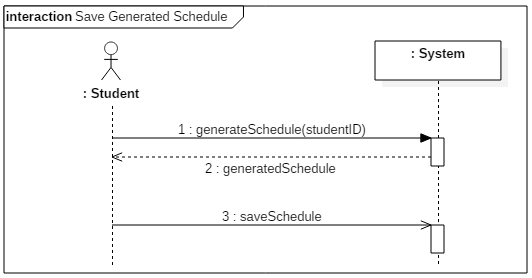 interaction Save Generated Schedule
: Student
: System
1 : generateSchedule(studentID)
2 : generatedSchedule
3 : saveSchedule